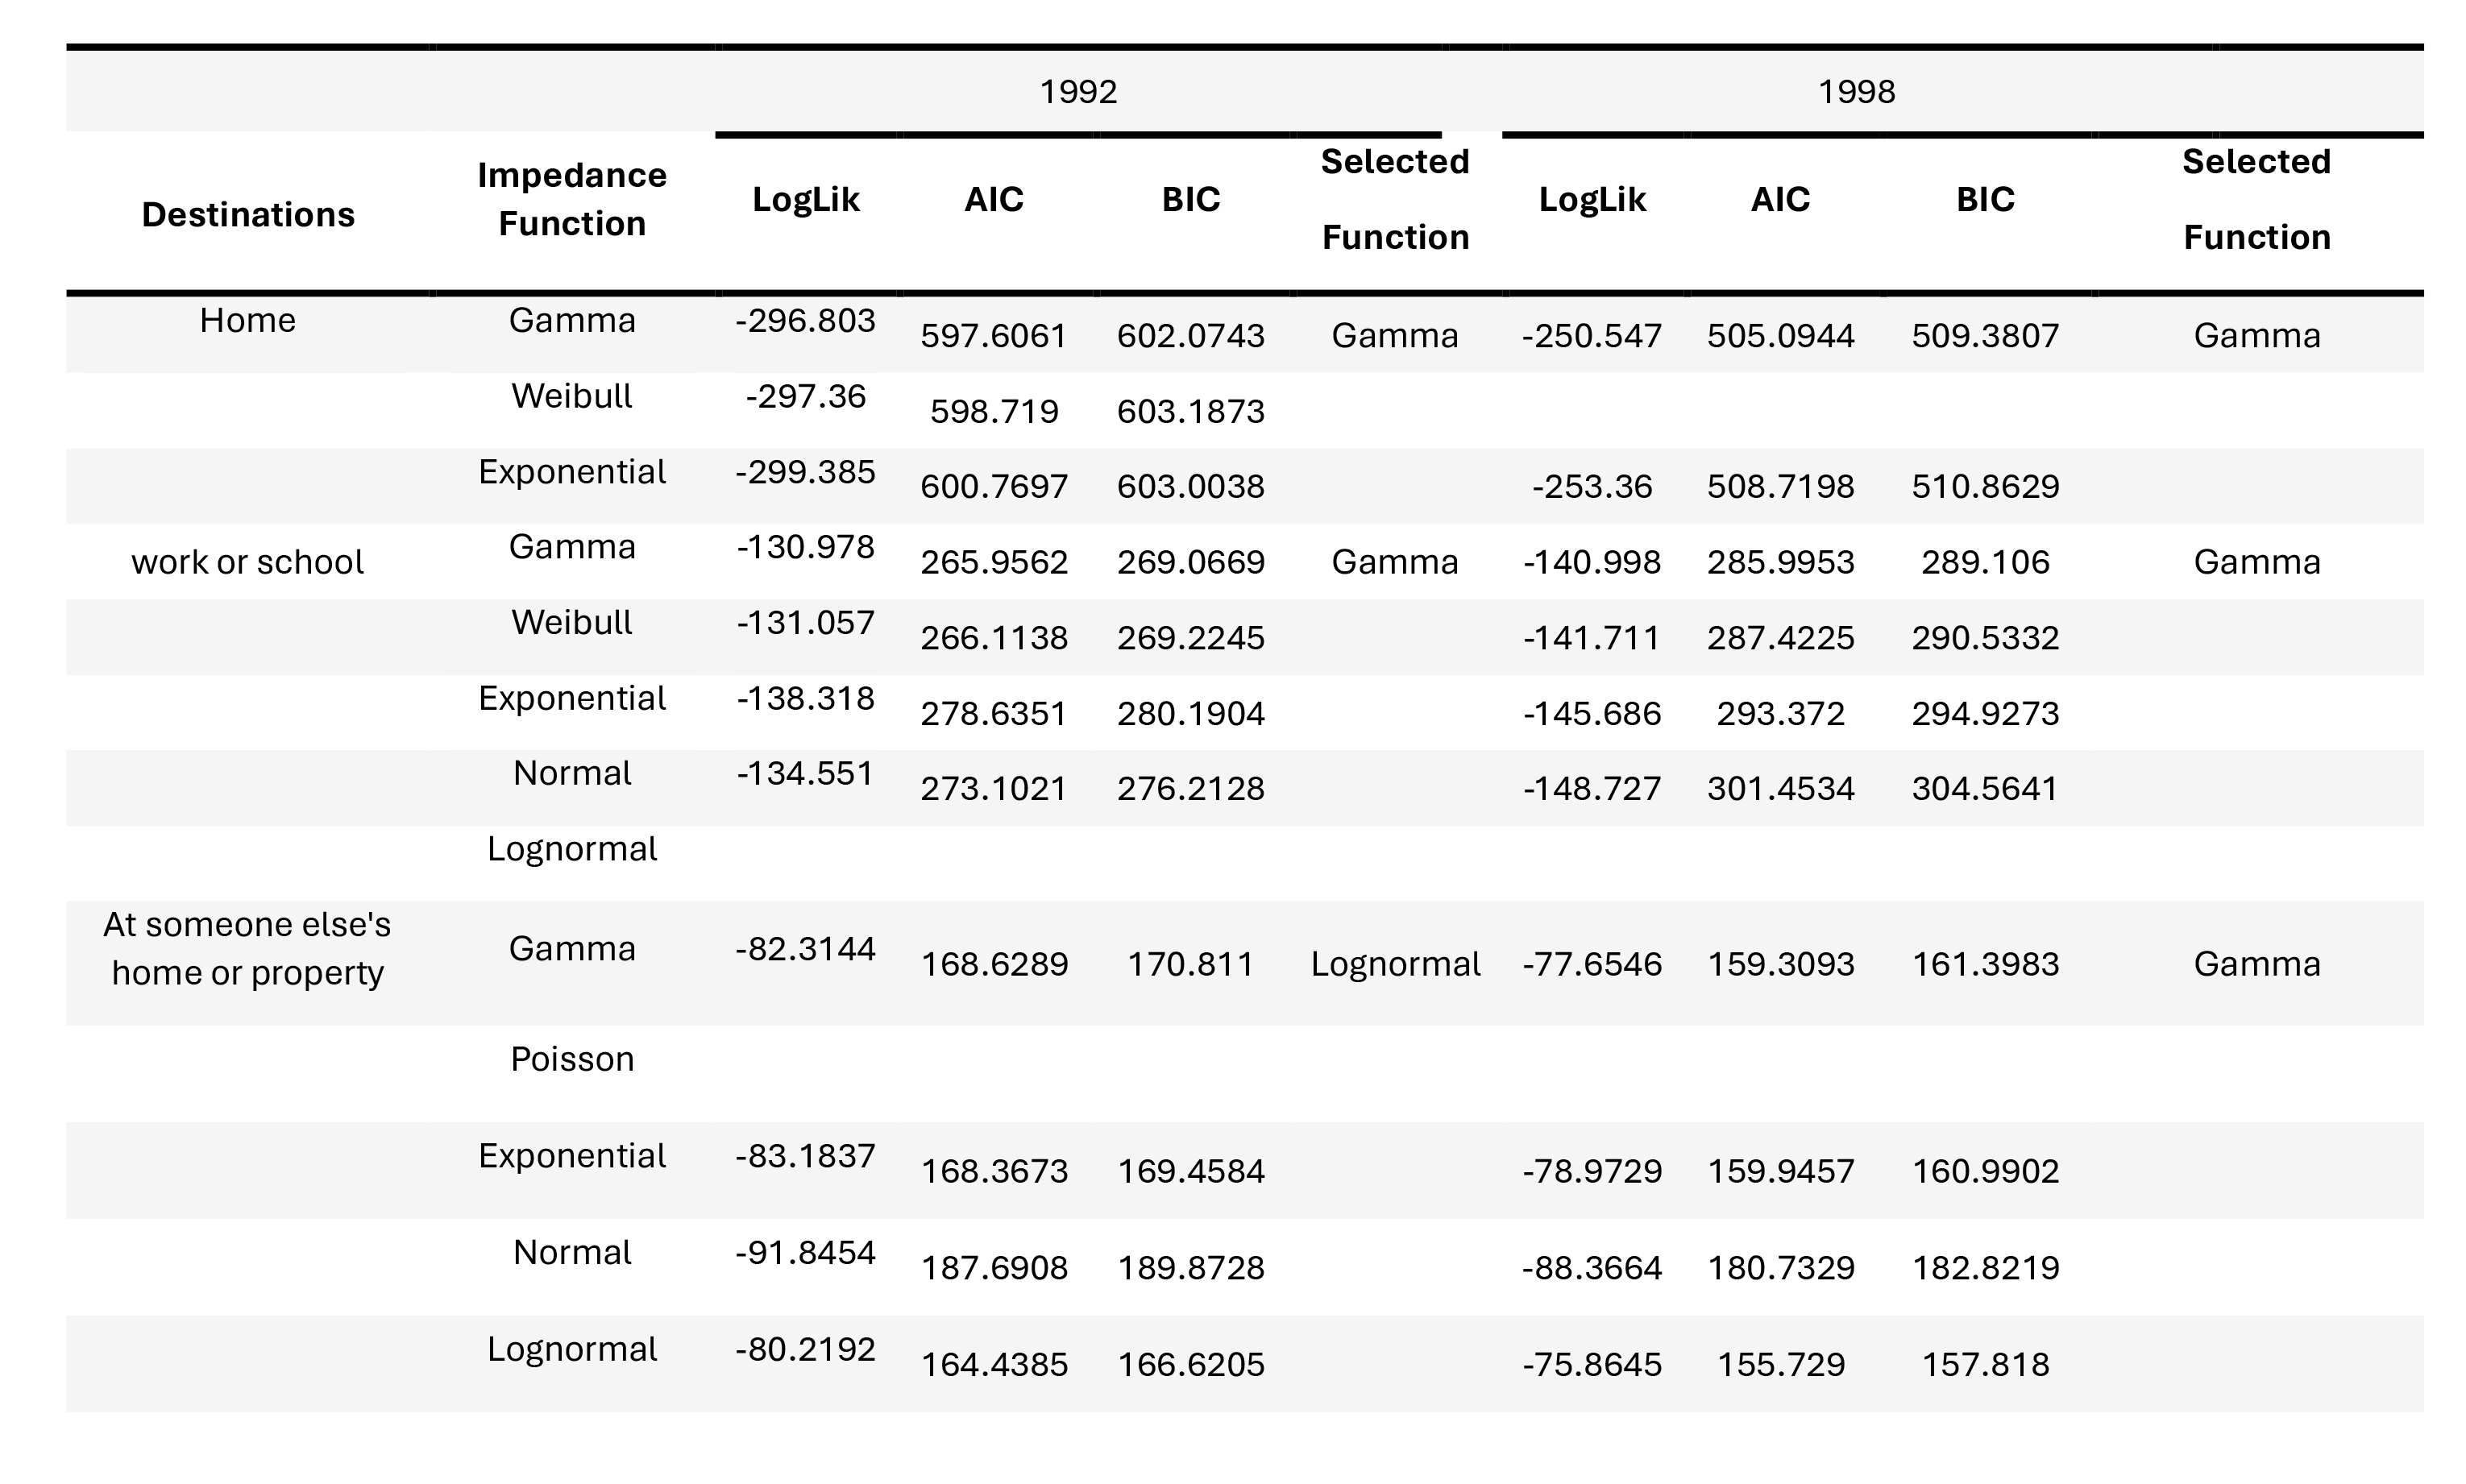 1992 1998
Destinations Impedance Function LogLik AIC BIC Selected Function LogLik AIC BIC Selected Function
Home Gamma -296.803 597.6061 602.0743 Gamma -250.547 505.0944 509.3807 Gamma
Weibull -297.36 598.719 603.1873
Exponential -299.385 600.7697 603.0038 -253.36 508.7198 510.8629
work or school Gamma -130.978 265.9562 269.0669 Gamma -140.998 285.9953 289.106 Gamma
Weibull -131.057 266.1138 269.2245 -141.711 287.4225 290.5332
Exponential -138.318 278.6351 280.1904 -145.686 293.372 294.9273
Normal -134.551 273.1021 276.2128 -148.727 301.4534 304.5641
Lognormal
At someone else's home or property Gamma -82.3144 168.6289 170.811 Lognormal -77.6546 159.3093 161.3983 Gamma
Poisson
Exponential -83.1837 168.3673 169.4584 -78.9729 159.9457 160.9902
Normal -91.8454 187.6908 189.8728 -88.3664 180.7329 182.8219
Lognormal -80.2192 164.4385 166.6205 -75.8645 155.729 157.818